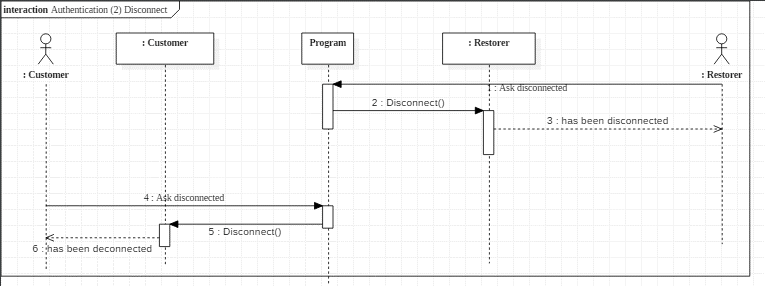 interaction Authentication (2) Disconnect
: Customer
Program
: Restorer
: Customer
: Restorer
1 : Ask disconnected
2 : Disconnect()
3 : has been disconnected
4 : Ask disconnected
5 : Disconnect()
6 : has been deconnected